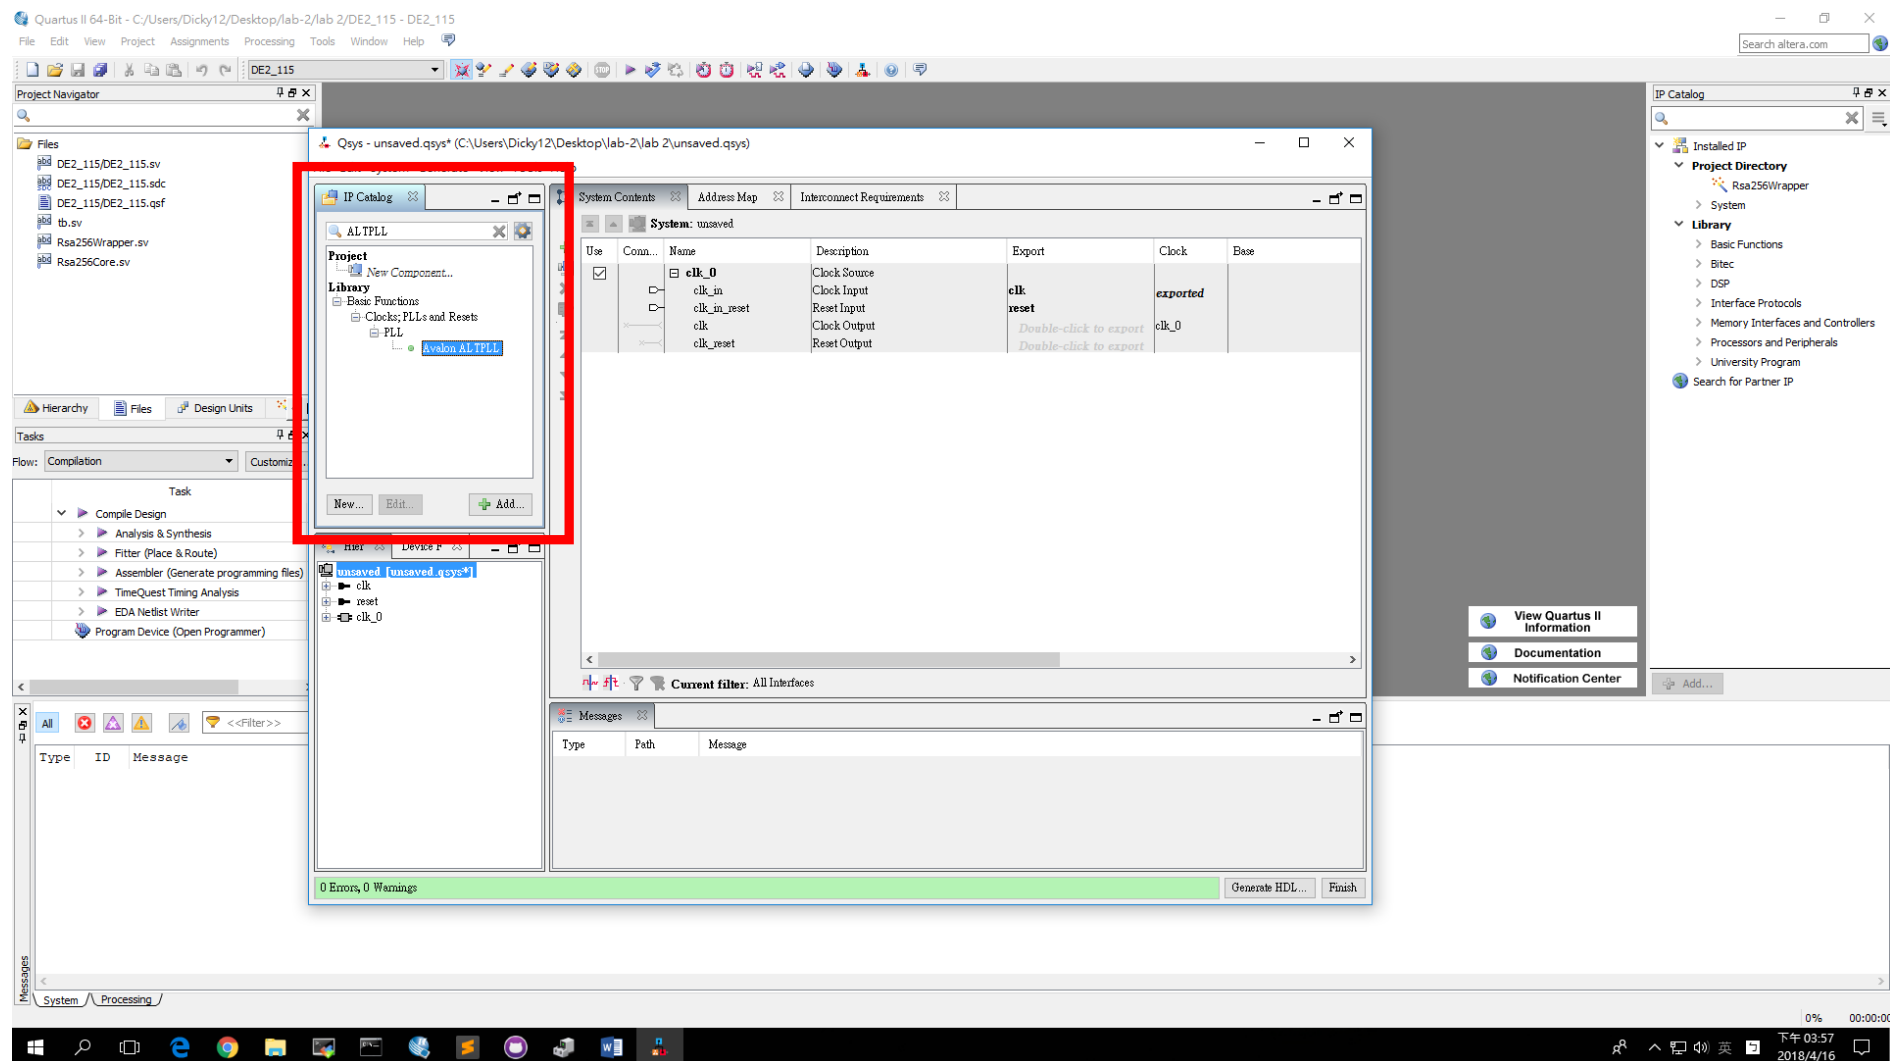 Quartus II 64-Bit - C:/Users/Dicky12/Desktop/lab-2/lab 2/DE2_115 - DE2_115
File Edit View Project Assignments Processing Tools Window Help
Search altera.com
DE2_115
Project Navigator
Files
DE2_115/DE2_115.sv
DE2_115/DE2_115.sdc
DE2_115/DE2_115.qsf
tb.sv
Rsa256Wrapper.sv
Rsa256Core.sv
Hierarchy Files Design Units
Tasks
Flow: Compilation Customiz
Task
Compile Design
Analysis & Synthesis
Fitter (Place & Route)
Assembler (Generate programming files)
TimeQuest Timing Analysis
EDA Netlist Writer
Program Device (Open Programmer)
Qsys - unsaved.qsys* (C:\Users\Dicky12\Desktop\lab-2\lab 2\unsaved.qsys)
IP Catalog
ALTPLL
Project
New Component...
Library
Basic Functions
Clocks; PLLs and Resets
PLL
Avalon ALTPLL
New... Edit... Add...
Hier Device F
unsaved [unsaved.qsys*]
clk
reset
clk_0
System Contents Address Map Interconnect Requirements
System: unsaved
Use Conn... Name Description Export Clock Base
clk_0 Clock Source
clk_in Clock Input clk exported
clk_in_reset Reset Input reset
clk Clock Output Double-click to export clk_0
clk_reset Reset Output Double-click to export
Current filter: All Interfaces
Messages
Type Path Message
0 Errors, 0 Warnings
Generate HDL... Finish
IP Catalog
Installed IP
Project Directory
Rsa256Wrapper
System
Library
Basic Functions
Bitec
DSP
Interface Protocols
Memory Interfaces and Controllers
Processors and Peripherals
University Program
Search for Partner IP
View Quartus II
Information
Documentation
Notification Center
Add...
All <<Filter>>
Type ID Message
Messages
System Processing
0% 00:00:00
英
下午 03:57
2018/4/16